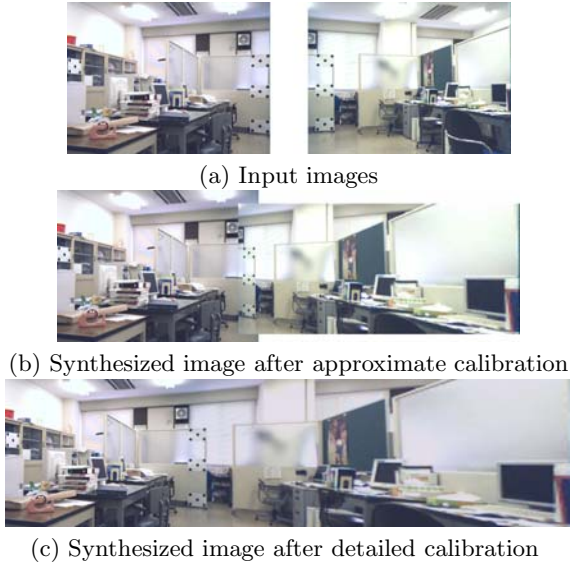 (a) Input images
(b) Synthesized image after approximate calibration
(c) Synthesized image after detailed calibration